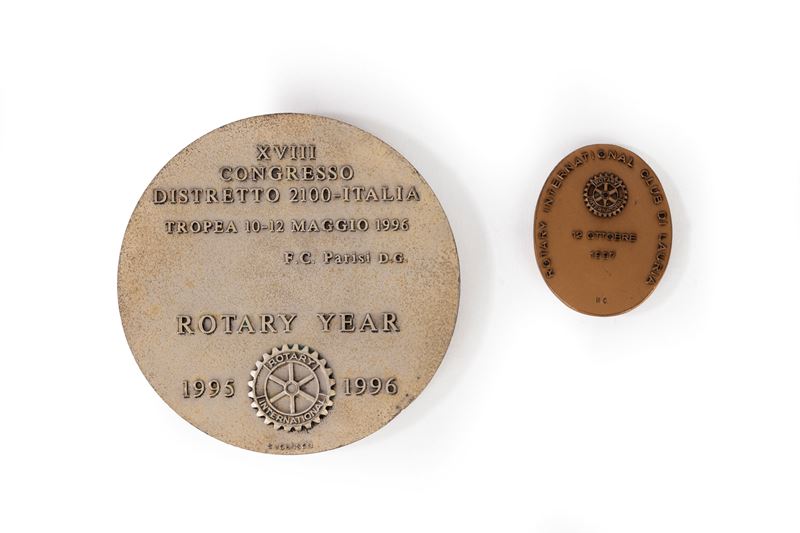 XVIII
CONGRESSO
DISTRETTO 2100-ITALIA
TROPEA 10-12 MAGGIO 1996
F.C. Parisi D.G.
ROTARY YEAR
1995 1996
ROTARY
INTERNATIONAL
ROTARY INTERNATIONAL CLUB DI LAURIA
12 OTTOBRE